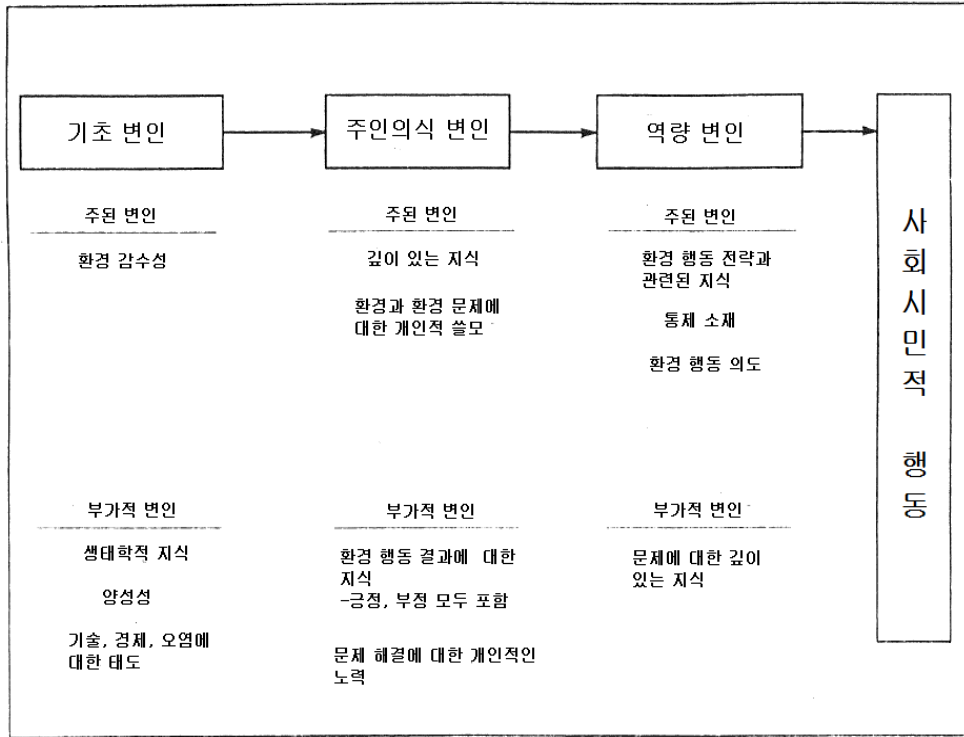 기초 변인
주인의식 변인
역량 변인
사회시민적 행동
주된 변인
환경 감수성
주된 변인
깊이 있는 지식
환경과 환경 문제에
대한 개인적 쓸모
주된 변인
환경 행동 전략과
관련된 지식
통제 소재
환경 행동 의도
부가적 변인
생태학적 지식
양성성
기술, 경제, 오염에
대한 태도
부가적 변인
환경 행동 결과에 대한
지식
-긍정, 부정 모두 포함
문제 해결에 대한 개인적인
노력
부가적 변인
문제에 대한 깊이
있는 지식